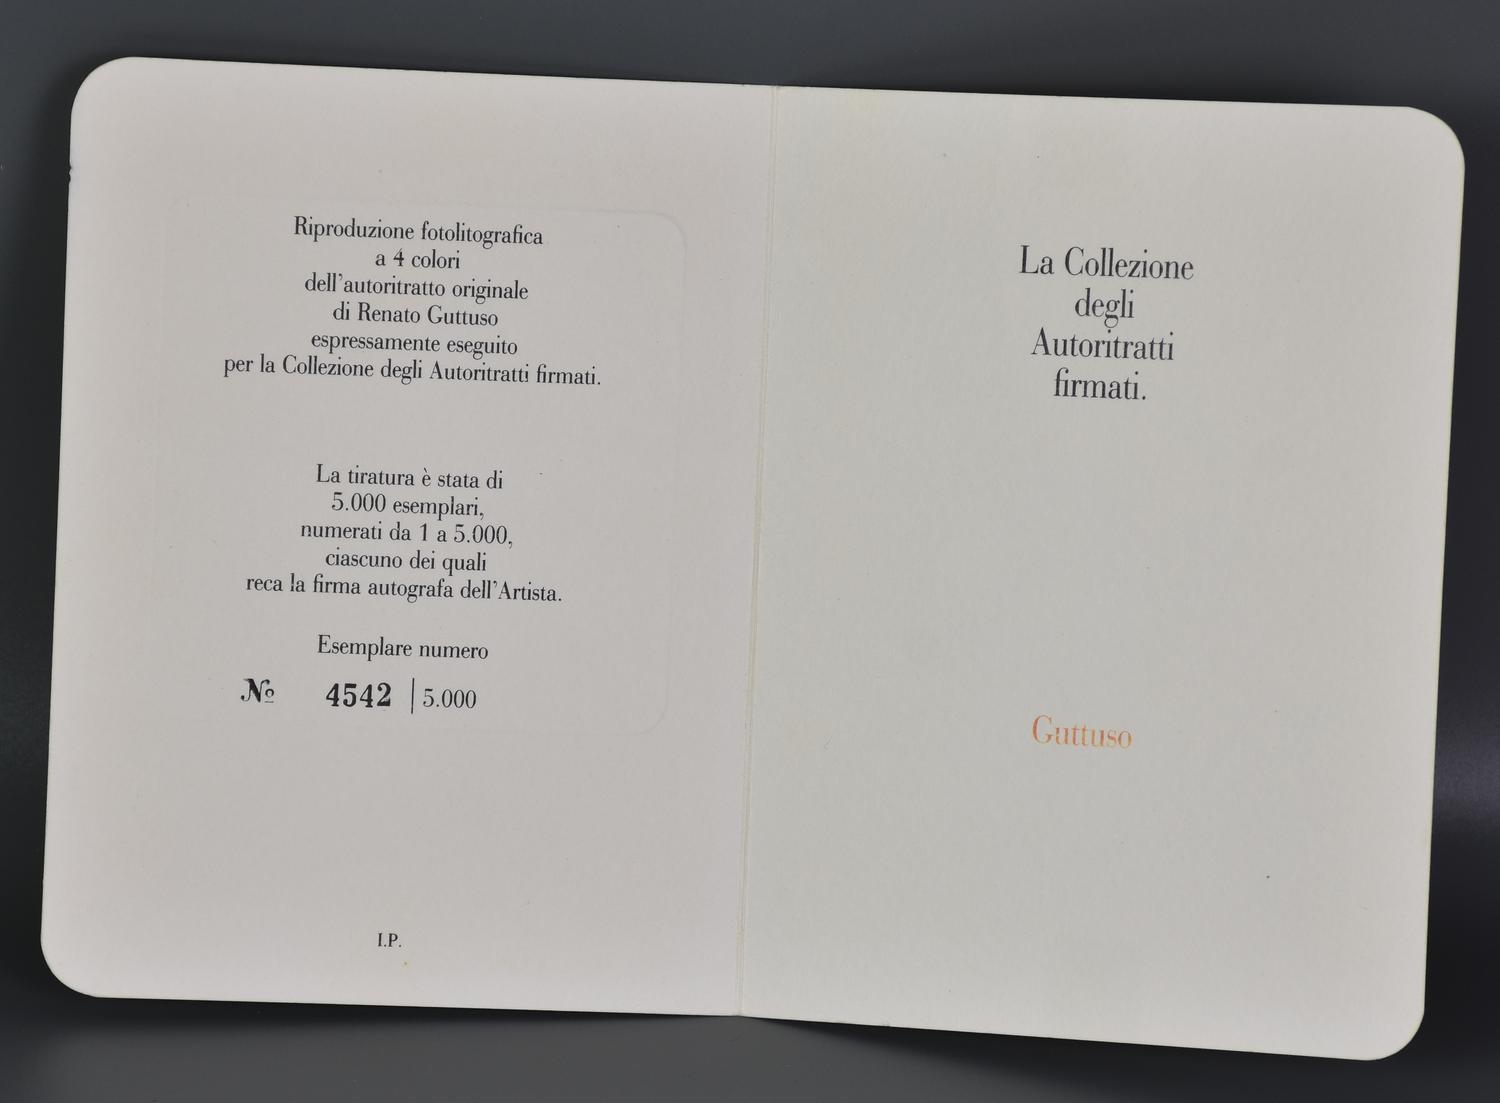 Riproduzione fotolitografica
a 4 colori
dell'autoritratto originale
di Renato Guttuso
espressamente eseguito
per la Collezione degli Autoritratti firmati.
La tiratura è stata di
5.000 esemplari,
numerati da 1 a 5.000,
ciascuno dei quali
reca la firma autografa dell'Artista.
Esemplare numero
№ 4542 | 5.000
I.P.
La Collezione
degli
Autoritratti
firmati.
Guttuso